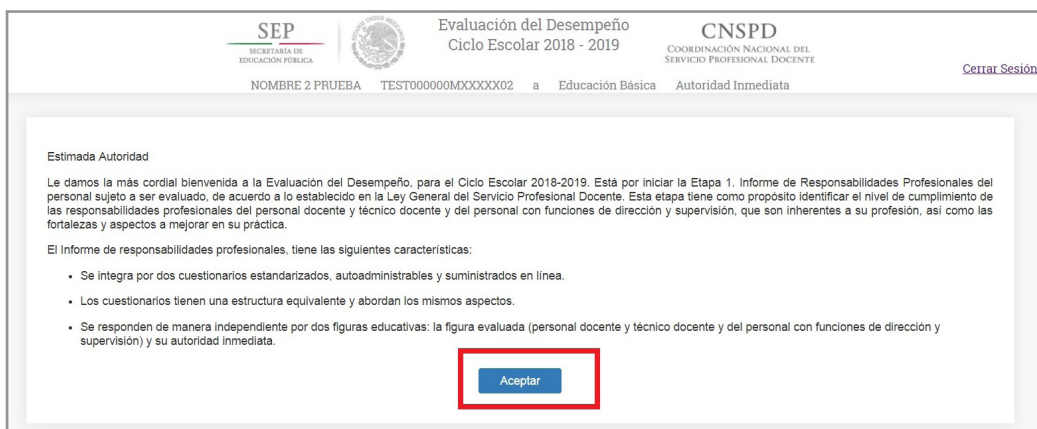 SEP
SECRETARÍA DE
EDUCACIÓN PÚBLICA
Evaluación del Desempeño
Ciclo Escolar 2018 - 2019
CNSPD
COORDINACIÓN NACIONAL DEL
SERVICIO PROFESIONAL DOCENTE
Cerrar Sesión
NOMBRE 2 PRUEBA TEST000000MXXXXX02 a Educación Básica Autoridad Inmediata
Estimada Autoridad
Le damos la más cordial bienvenida a la Evaluación del Desempeño, para el Ciclo Escolar 2018-2019. Está por iniciar la Etapa 1. Informe de Responsabilidades Profesionales del
personal sujeto a ser evaluado, de acuerdo a lo establecido en la Ley General del Servicio Profesional Docente. Esta etapa tiene como propósito identificar el nivel de cumplimiento de
las responsabilidades profesionales del personal docente y técnico docente y del personal con funciones de dirección y supervisión, que son inherentes a su profesión, así como las
fortalezas y aspectos a mejorar en su práctica.
El Informe de responsabilidades profesionales, tiene las siguientes características:
• Se integra por dos cuestionarios estandarizados, autoadministrables y suministrados en línea.
• Los cuestionarios tienen una estructura equivalente y abordan los mismos aspectos.
• Se responden de manera independiente por dos figuras educativas: la figura evaluada (personal docente y técnico docente y del personal con funciones de dirección y
supervisión) y su autoridad inmediata.
Aceptar